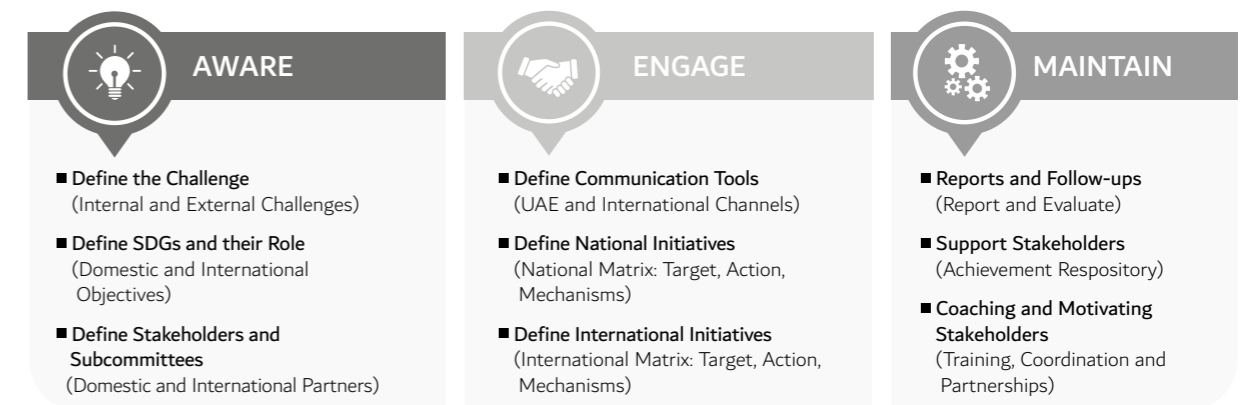 AWARE
■ Define the Challenge
(Internal and External Challenges)
■ Define SDGs and their Role
(Domestic and International
Objectives)
■ Define Stakeholders and
Subcommittees
(Domestic and International Partners)
ENGAGE
■ Define Communication Tools
(UAE and International Channels)
■ Define National Initiatives
(National Matrix: Target, Action,
Mechanisms)
■ Define International Initiatives
(International Matrix: Target, Action,
Mechanisms)
MAINTAIN
■ Reports and Follow-ups
(Report and Evaluate)
■ Support Stakeholders
(Achievement Respository)
■ Coaching and Motivating
Stakeholders
(Training, Coordination and
Partnerships)